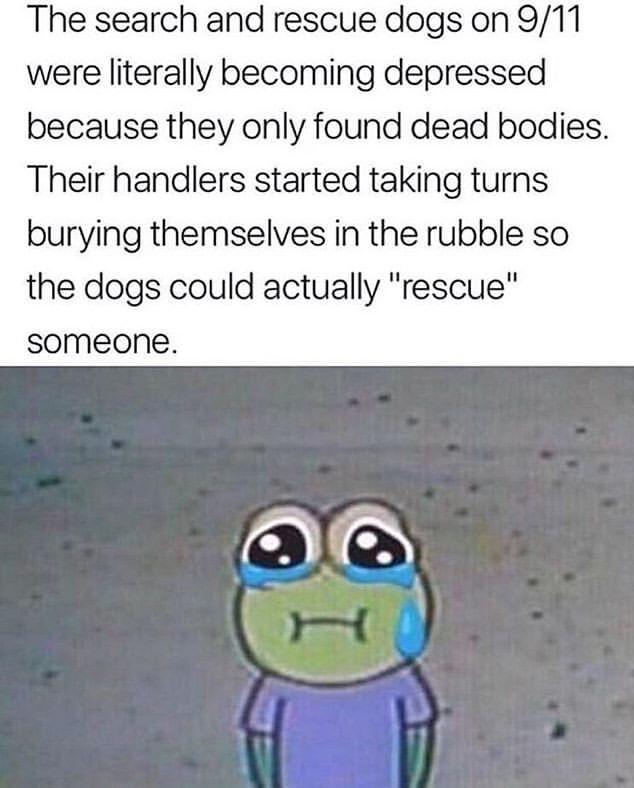 The search and rescue dogs on 9/11
were literally becoming depressed
because they only found dead bodies.
Their handlers started taking turns
burying themselves in the rubble so
the dogs could actually "rescue"
someone.